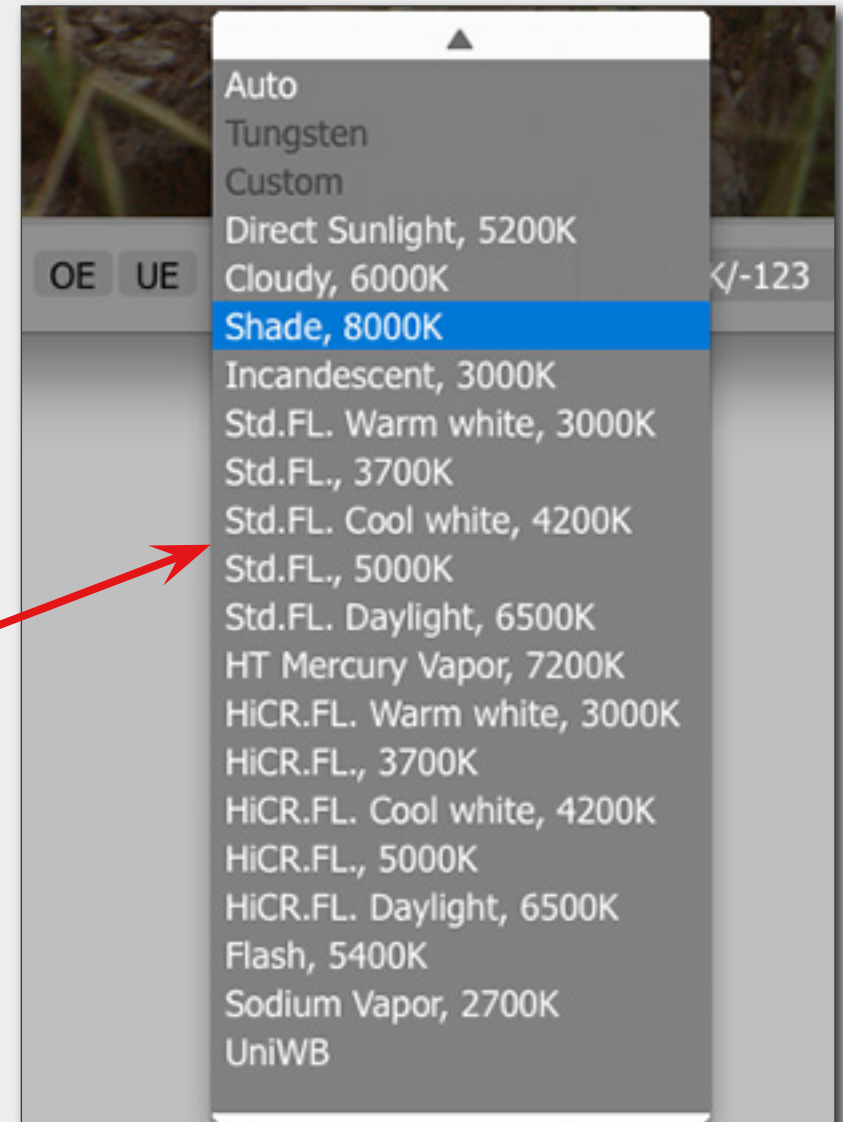 Auto
Tungsten
Custom
Direct Sunlight, 5200K
OE UE Cloudy, 6000K K/-123
Shade, 8000K
Incandescent, 3000K
Std.FL. Warm white, 3000K
Std.FL., 3700K
Std.FL. Cool white, 4200K
Std.FL., 5000K
Std.FL. Daylight, 6500K
HT Mercury Vapor, 7200K
HiCR.FL. Warm white, 3000K
HiCR.FL., 3700K
HiCR.FL. Cool white, 4200K
HiCR.FL., 5000K
HiCR.FL. Daylight, 6500K
Flash, 5400K
Sodium Vapor, 2700K
UniWB